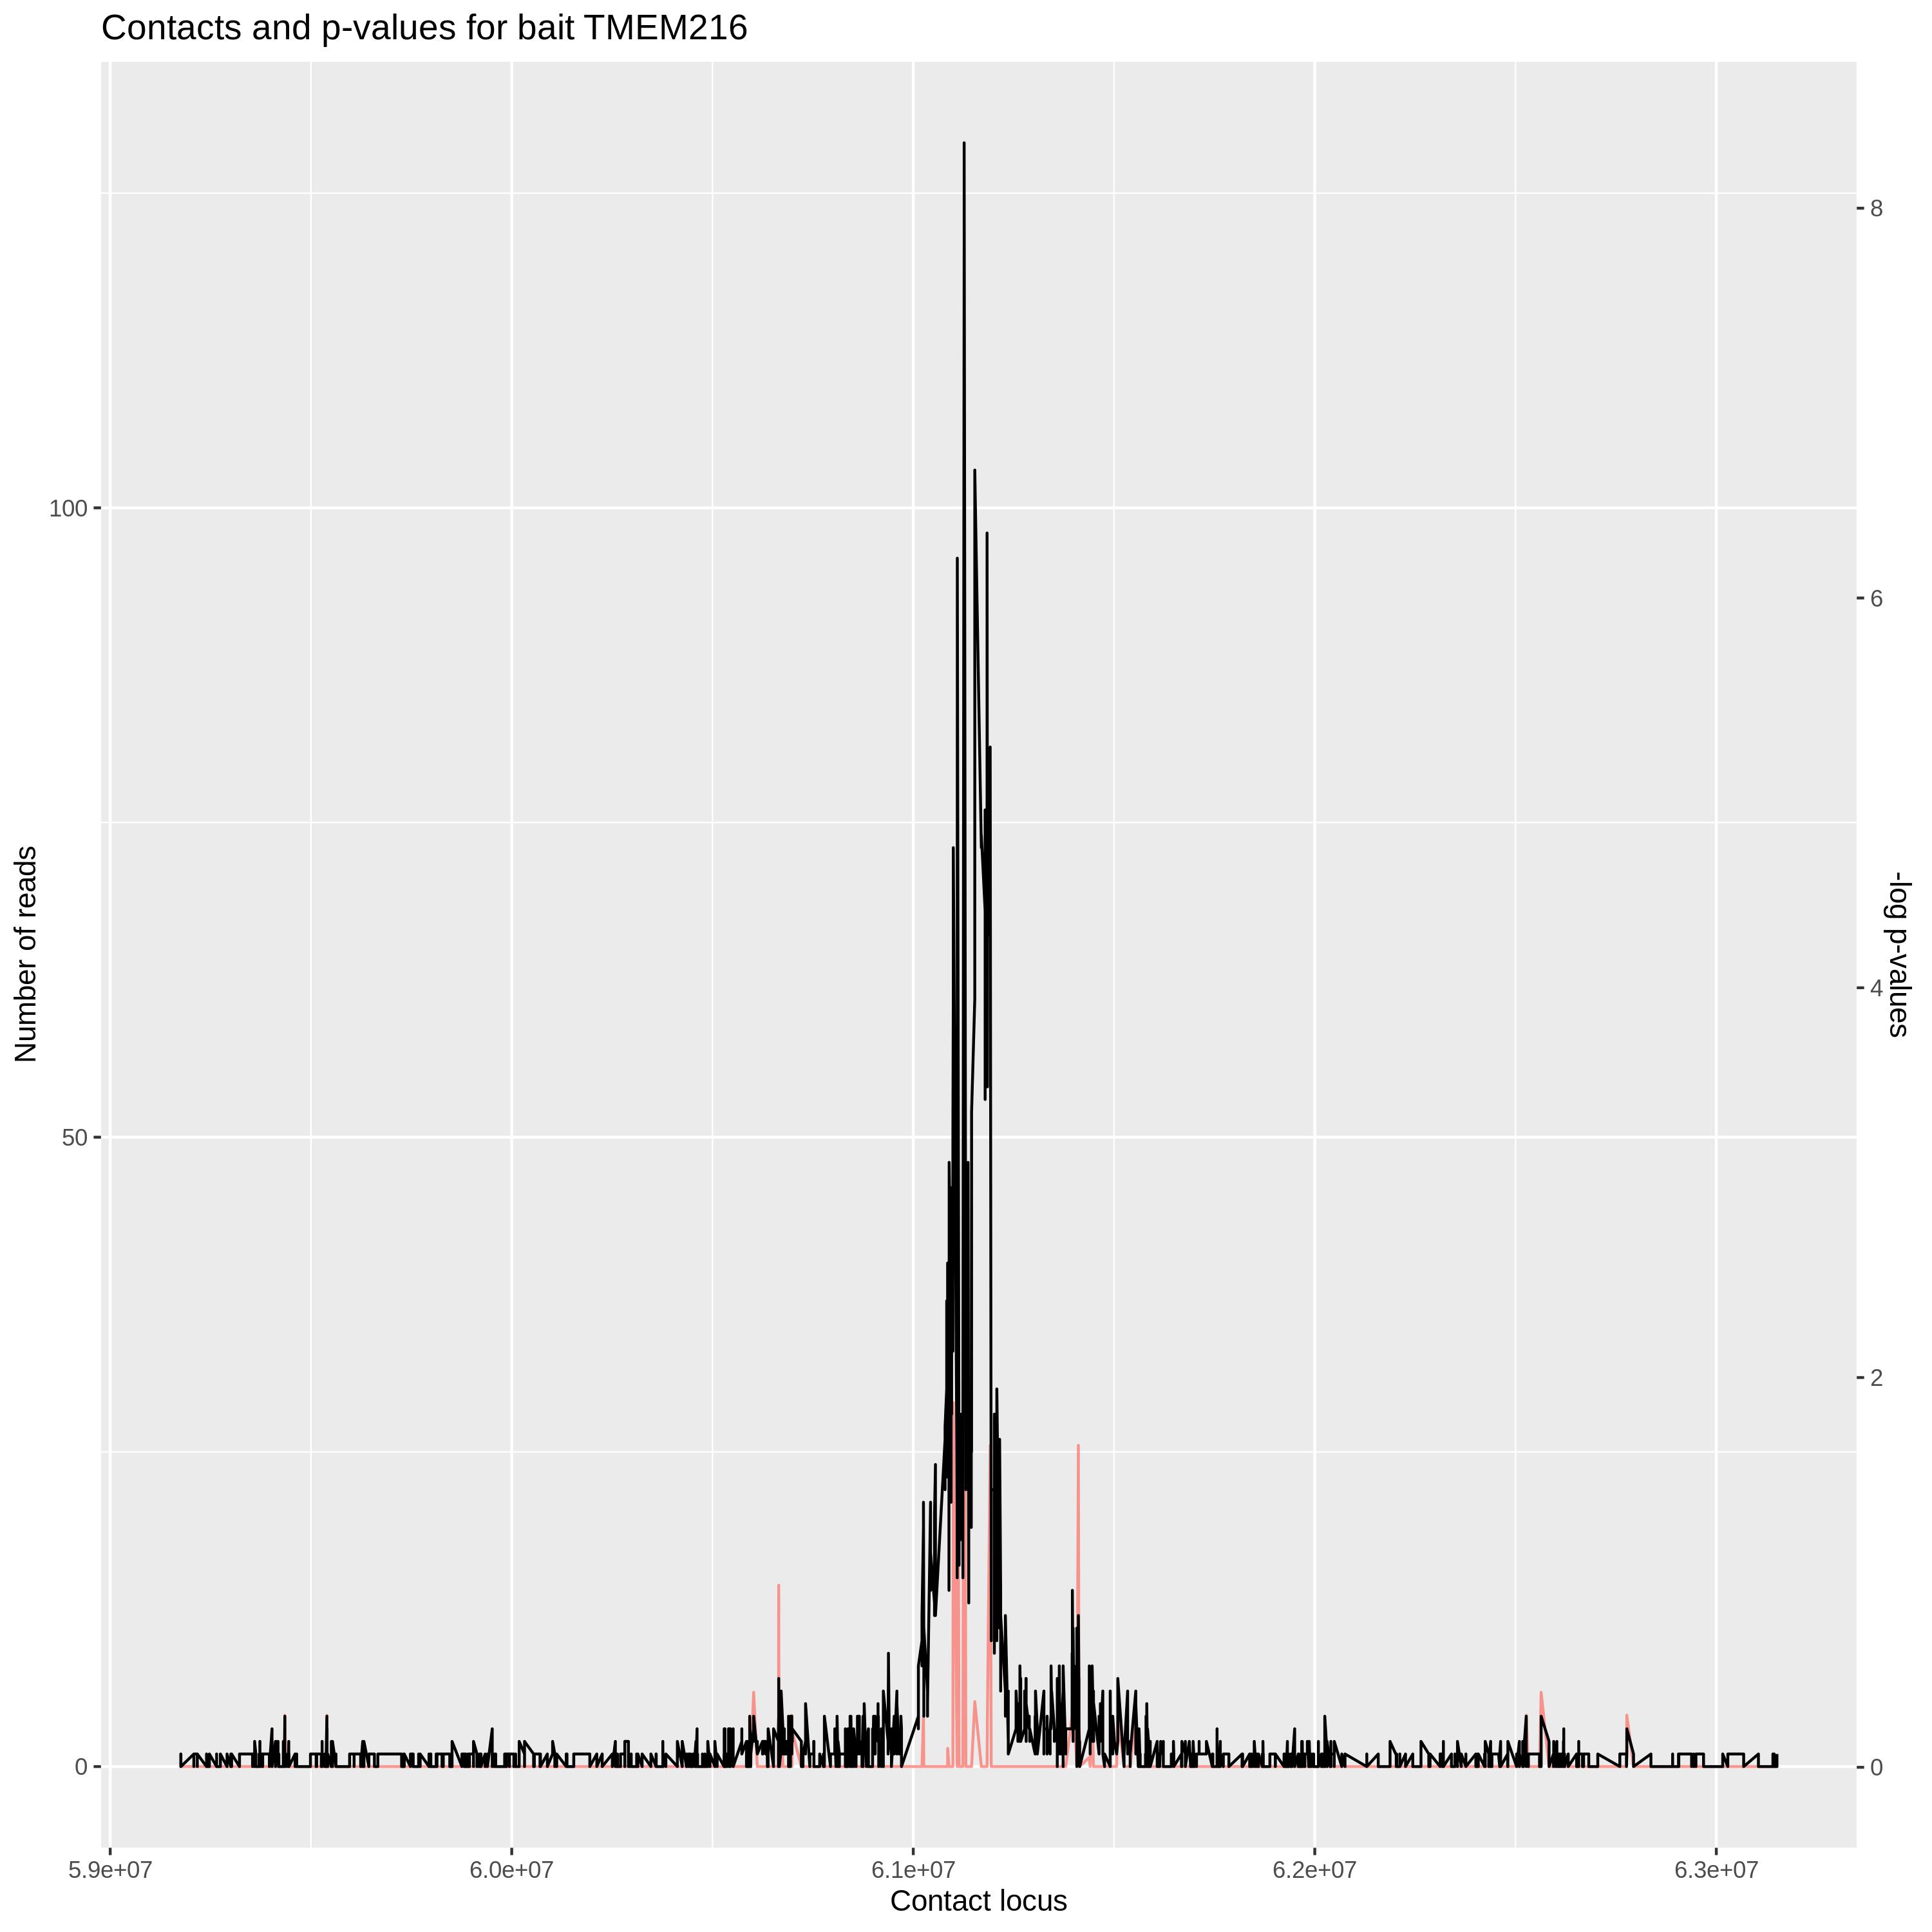 Contacts and p-values for bait TMEM216
Number of reads
100
50
0
8
6
4
2
0
-log p-values
5.9e+07 6.0e+07 6.1e+07 6.2e+07 6.3e+07
Contact locus